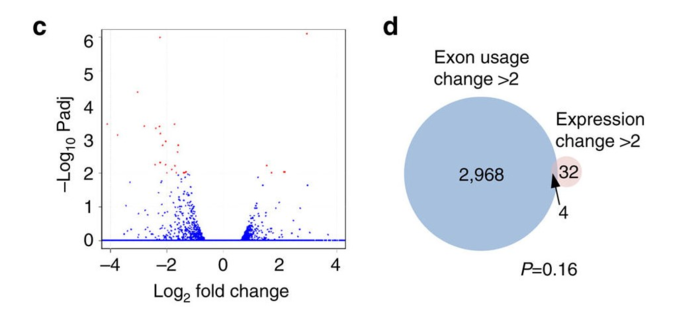 c
6
5
4
3
2
1
0
–Log10 Padj
–4 –2 0 2 4
Log2 fold change
d
Exon usage
change >2
Expression
change >2
2,968
32
4
P=0.16